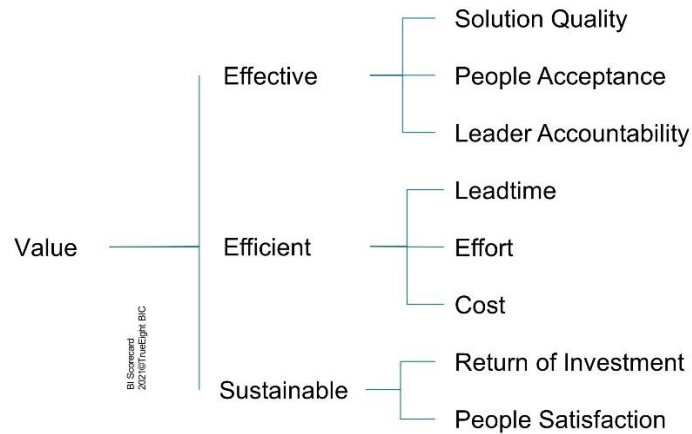 Value
Effective
Solution Quality
People Acceptance
Leader Accountability
Efficient
Leadtime
Effort
Cost
Sustainable
Return of Investment
People Satisfaction
BI Scorecard
2021©TrueEight BIC